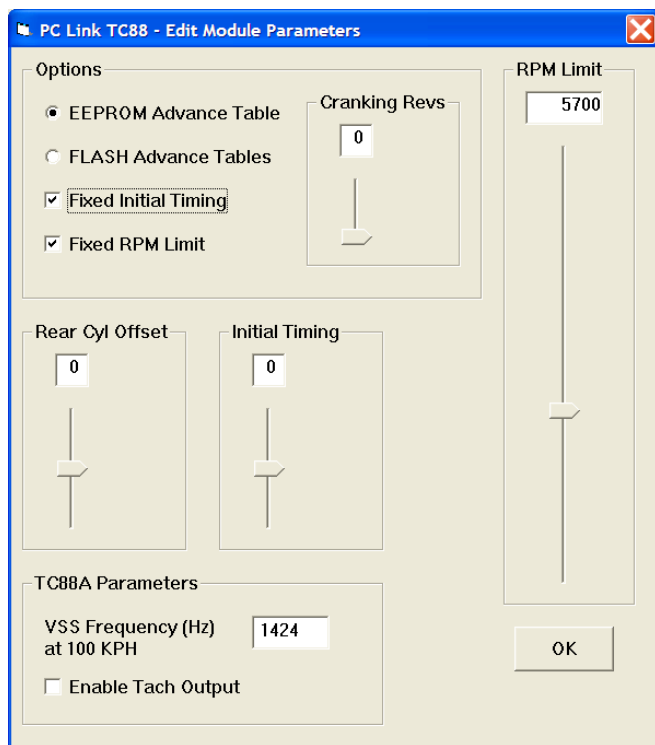 PC Link TC88 - Edit Module Parameters
Options
EEPROM Advance Table
FLASH Advance Tables
Fixed Initial Timing
Fixed RPM Limit
Cranking Revs
0
RPM Limit
5700
Rear Cyl Offset
0
Initial Timing
0
TC88A Parameters
VSS Frequency (Hz)
at 100 KPH
1424
Enable Tach Output
OK